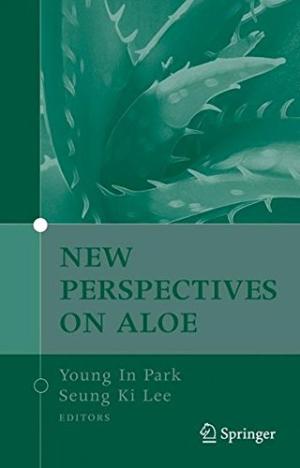 NEW
PERSPECTIVES
ON ALOE
Young In Park
Seung Ki Lee
EDITORS
Springer